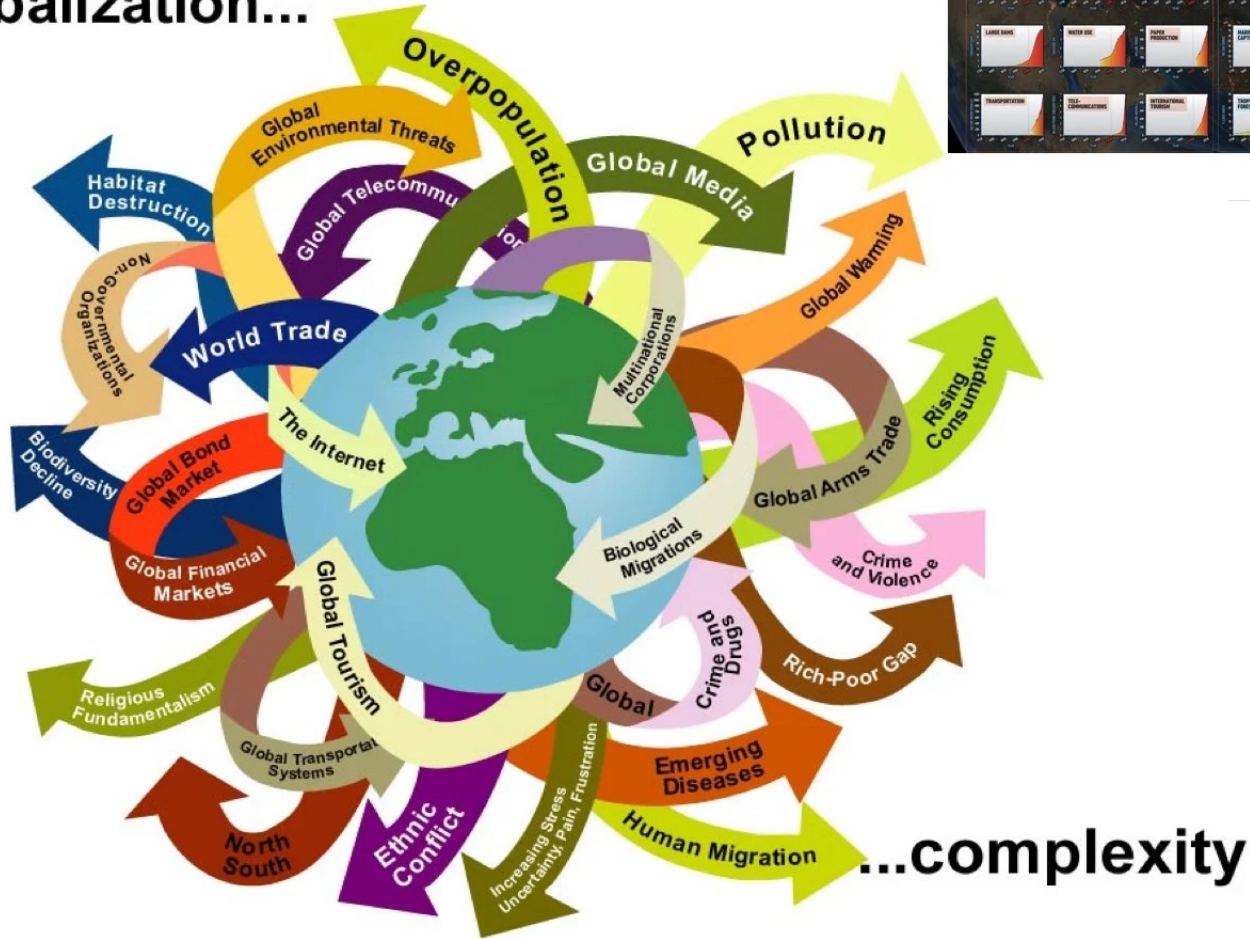 balization...
LARGE DAMS
WATER USE
PAPER
PRODUCTION
TRANSPORTATION
TELE-
COMMUNICATIONS
INTERNATIONAL
TOURISM
Overpopulation
Global
Environmental Threats
Pollution
Global Media
Habitat
Destruction
Global Telecommu
ion
Global Warming
Non-Governmental
Organizations
World Trade
Multinational
Corporations
Rising
Consumption
The Internet
Biodiversity
Decline
Global Bond
Market
Global Arms Trade
Biological
Migrations
Crime
and Violence
Global Financial
Markets
Global Tourism
Crime and
Drugs
Global
Rich-Poor Gap
Religious
Fundamentalism
Global Transportat
Systems
Emerging
Diseases
Increasing Stress
Uncertainty, Pain, Frustration
Ethnic
Conflict
North
South
Human Migration
...complexity